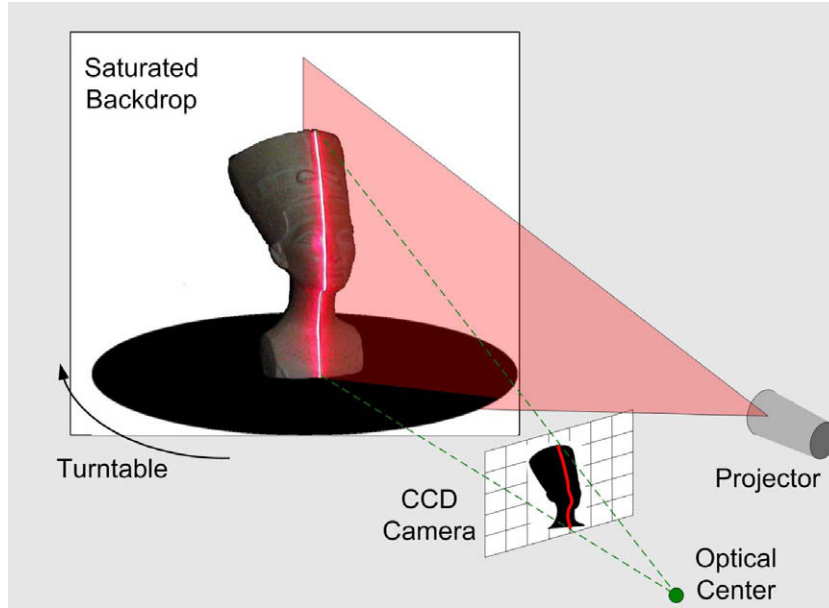 Saturated
Backdrop
Turntable
CCD
Camera
Projector
Optical
Center